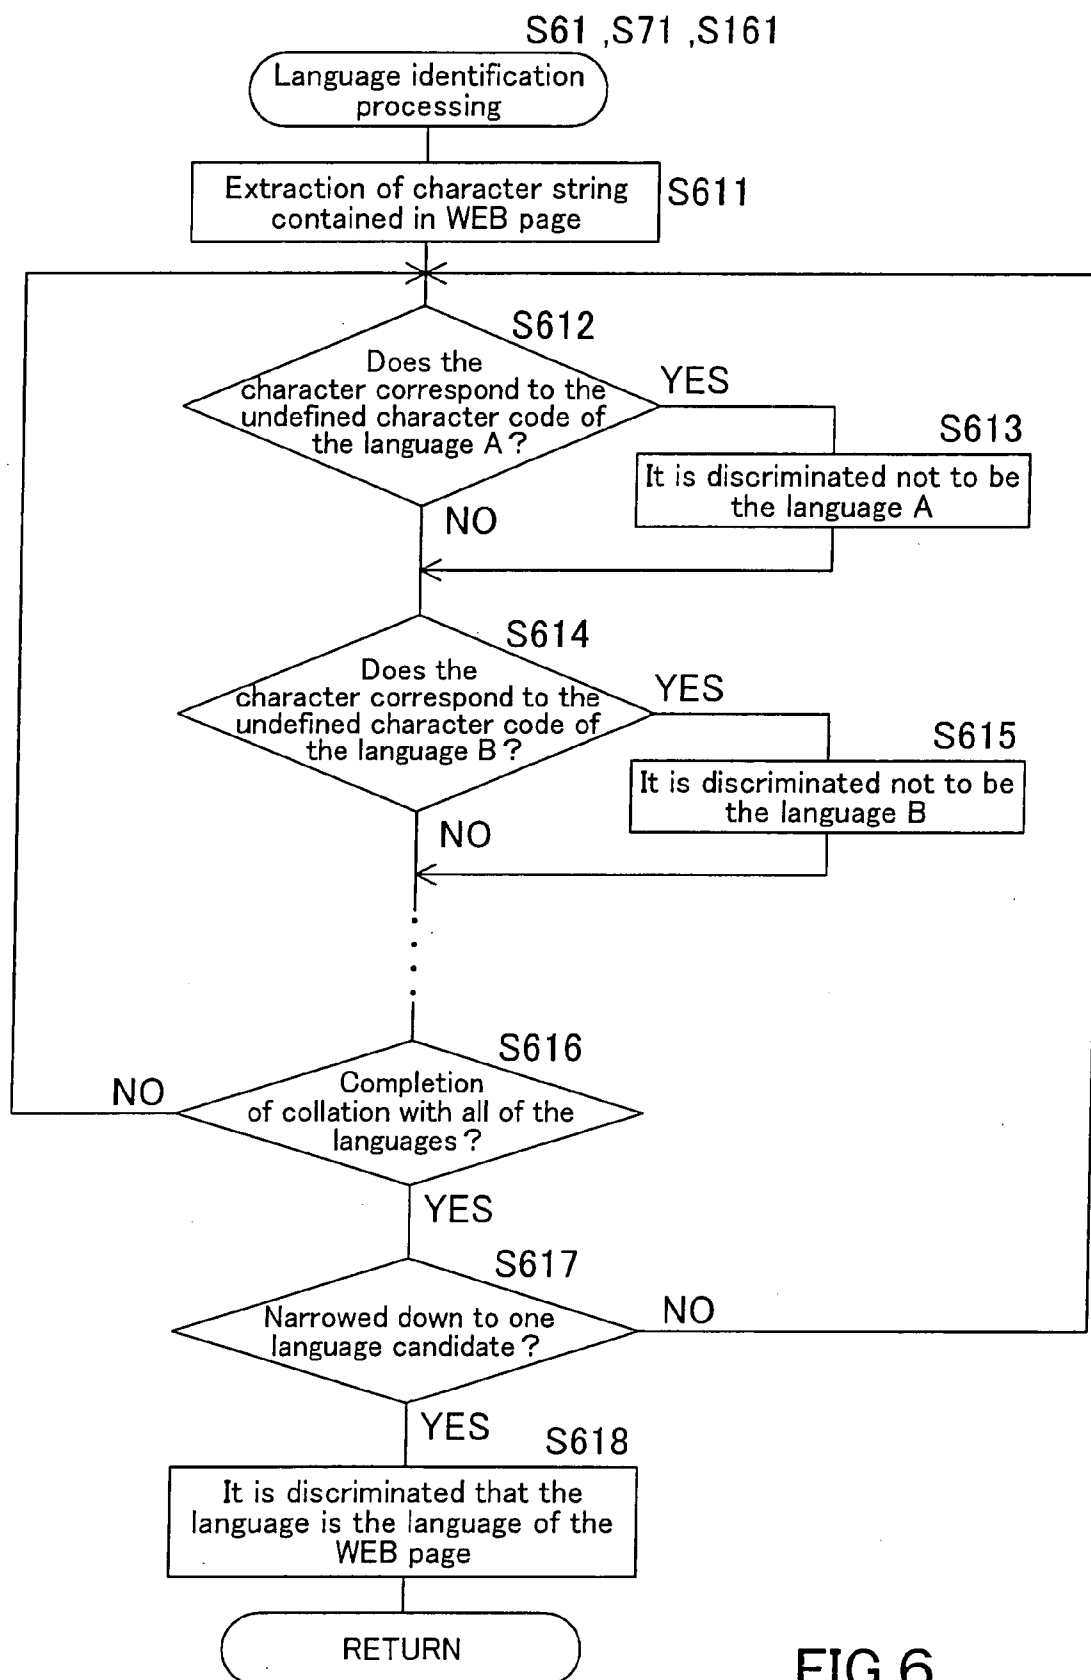 S61 ,S71 ,S161
Language identification
processing
Extraction of character string
contained in WEB page
S611
S612
Does the
character correspond to the
undefined character code of
the language A ?
YES
S613
It is discriminated not to be
the language A
NO
S614
Does the
character correspond to the
undefined character code of
the language B ?
YES
S615
It is discriminated not to be
the language B
NO
S616
NO
Completion
of collation with all of the
languages ?
YES
S617
Narrowed down to one
language candidate ?
NO
YES
S618
It is discriminated that the
language is the language of the
WEB page
RETURN
FIG.6